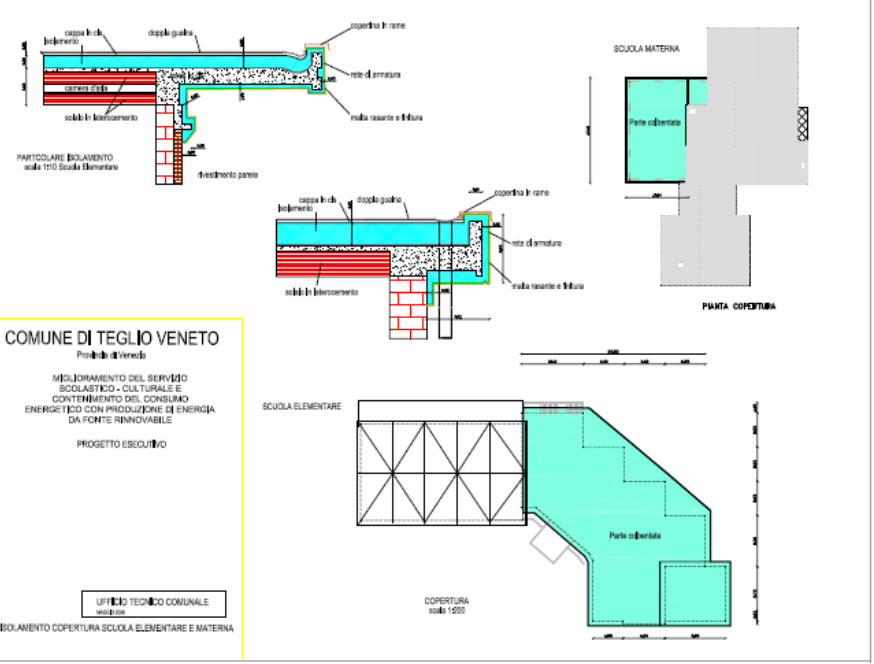 copertina in rame
cappa in cls
doppia guaina
isolamento
rete di armatura
camera d'aria
malta rasante e finitura
solaio in laterocemento
PARTCOLARE ISOLAMENTO
scala 1:10 Scuola Elementare
rivestimento parete
SCUOLA MATERNA
Parte coibentata
PIANTA COPERTURA
cappa in cls
doppia guaina
copertina in rame
isolamento
rete di armatura
solaio in laterocemento
malta rasante e finitura
COMUNE DI TEGLIO VENETO
Provincia di Venezia
MIGLIORAMENTO DEL SERVIZIO
SCOLASTICO - CULTURALE E
CONTENIMENTO DEL CONSUMO
ENERGETICO CON PRODUZIONE DI ENERGIA
DA FONTE RINNOVABILE
PROGETTO ESECUTIVO
UFFICIO TECNICO COMUNALE
ISOLAMENTO COPERTURA SCUOLA ELEMENTARE E MATERNA
SCUOLA ELEMENTARE
Parte coibentata
COPERTURA
scala 1:200